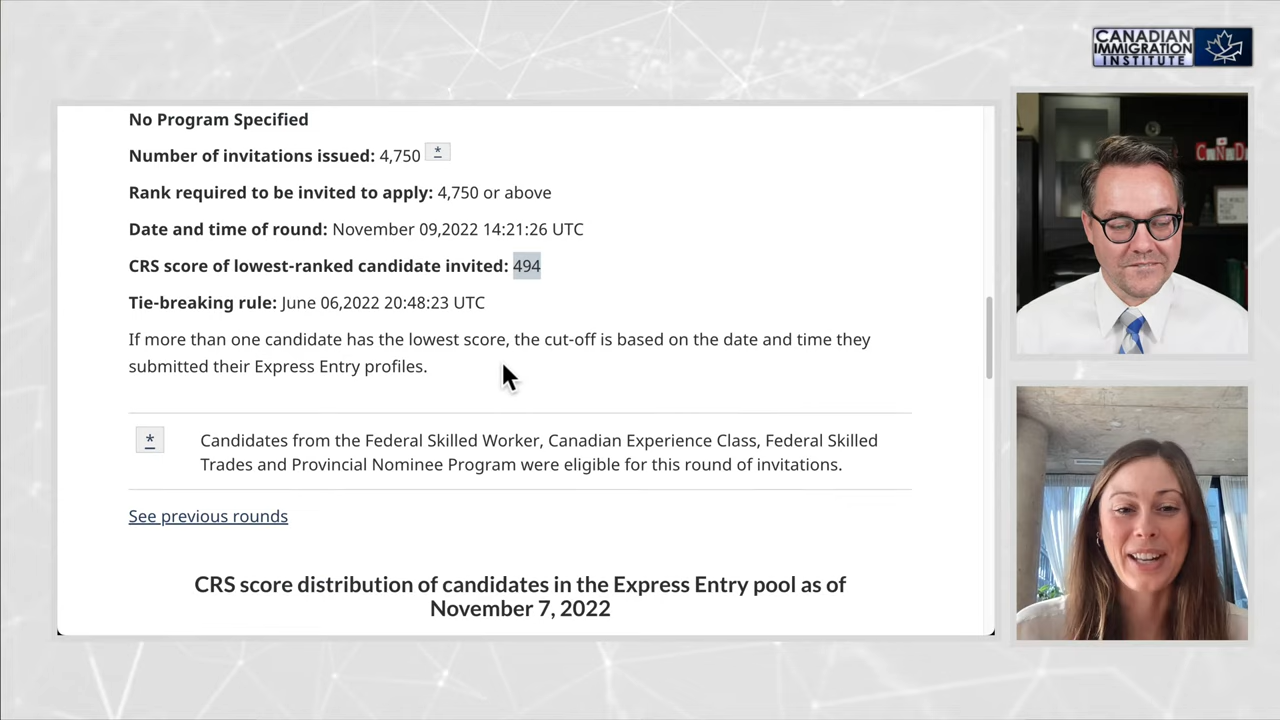 CANADIAN
IMMIGRATION
INSTITUTE
No Program Specified
Number of invitations issued: 4,750 *
Rank required to be invited to apply: 4,750 or above
Date and time of round: November 09,2022 14:21:26 UTC
CRS score of lowest-ranked candidate invited: 494
Tie-breaking rule: June 06,2022 20:48:23 UTC
If more than one candidate has the lowest score, the cut-off is based on the date and time they
submitted their Express Entry profiles.
* Candidates from the Federal Skilled Worker, Canadian Experience Class, Federal Skilled
Trades and Provincial Nominee Program were eligible for this round of invitations.
See previous rounds
CRS score distribution of candidates in the Express Entry pool as of
November 7, 2022